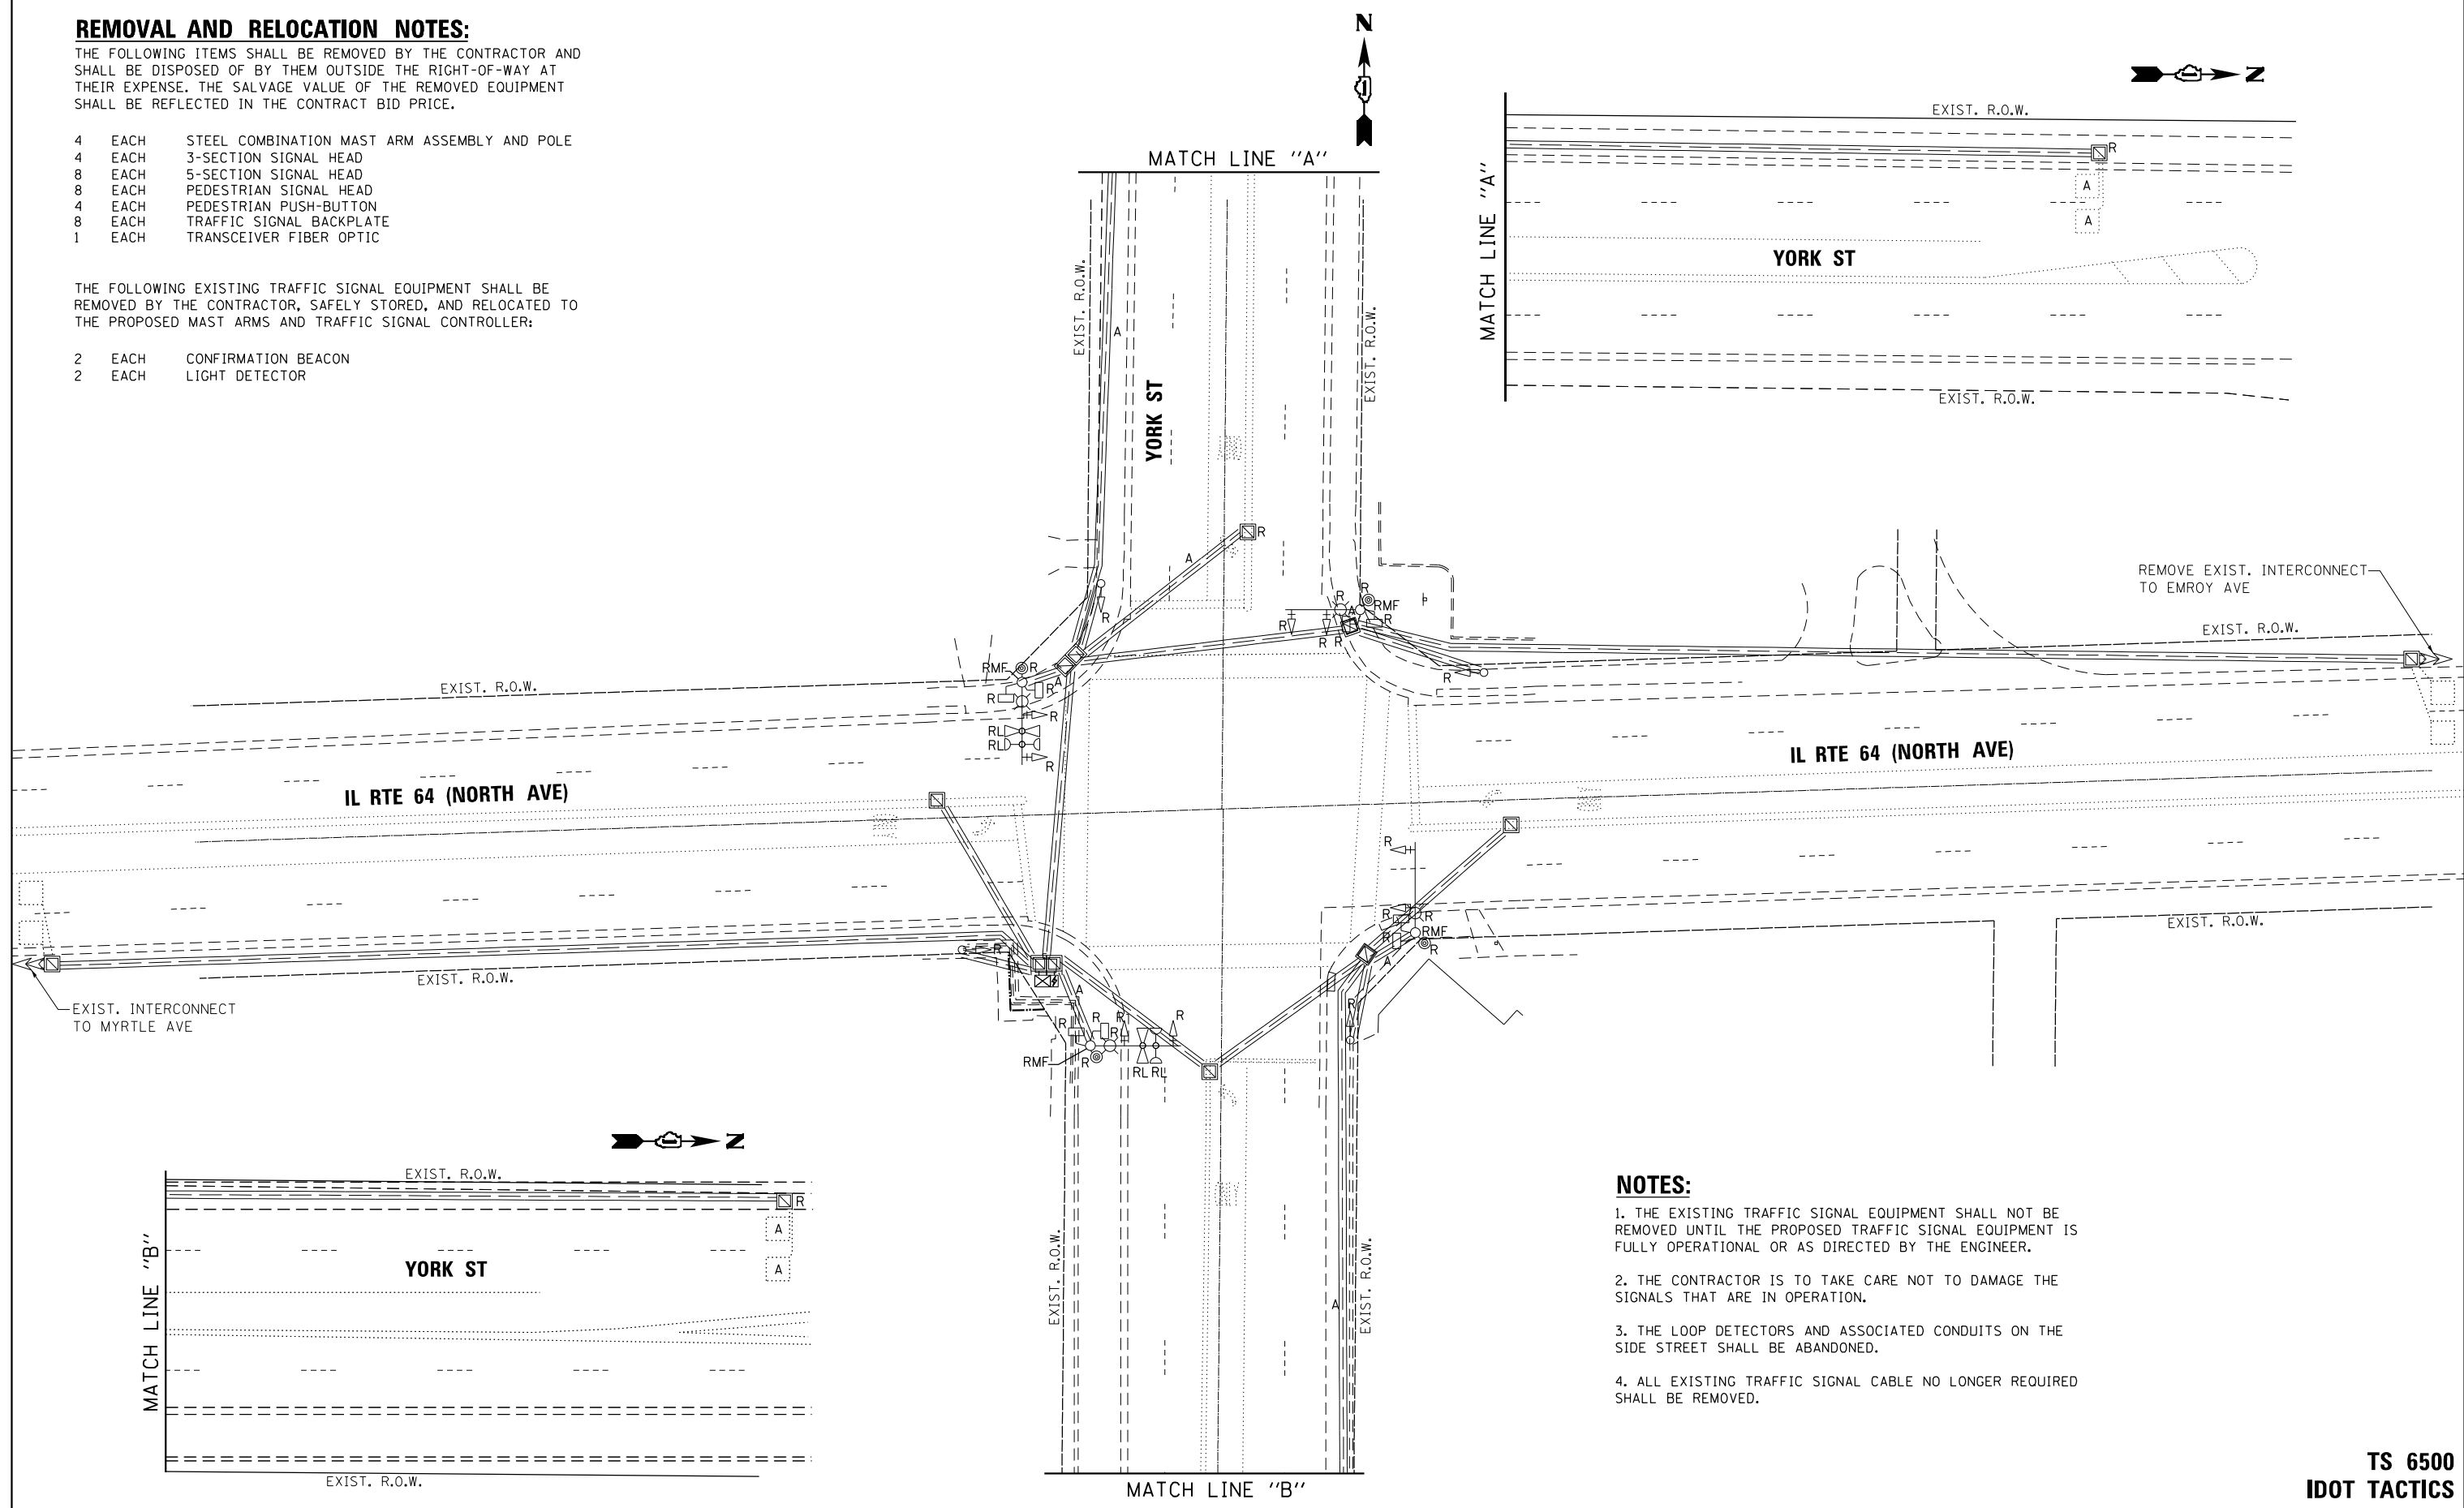 REMOVAL AND RELOCATION NOTES:
THE FOLLOWING ITEMS SHALL BE REMOVED BY THE CONTRACTOR AND
SHALL BE DISPOSED OF BY THEM OUTSIDE THE RIGHT-OF-WAY AT
THEIR EXPENSE. THE SALVAGE VALUE OF THE REMOVED EQUIPMENT
SHALL BE REFLECTED IN THE CONTRACT BID PRICE.
4 EACH STEEL COMBINATION MAST ARM ASSEMBLY AND POLE
4 EACH 3-SECTION SIGNAL HEAD
8 EACH 5-SECTION SIGNAL HEAD
8 EACH PEDESTRIAN SIGNAL HEAD
4 EACH PEDESTRIAN PUSH-BUTTON
8 EACH TRAFFIC SIGNAL BACKPLATE
1 EACH TRANSCEIVER FIBER OPTIC
THE FOLLOWING EXISTING TRAFFIC SIGNAL EQUIPMENT SHALL BE
REMOVED BY THE CONTRACTOR, SAFELY STORED, AND RELOCATED TO
THE PROPOSED MAST ARMS AND TRAFFIC SIGNAL CONTROLLER:
2 EACH CONFIRMATION BEACON
2 EACH LIGHT DETECTOR
N
MATCH LINE "A"
EXIST. R.O.W.
A
YORK ST
EXIST. R.O.W.
N
EXIST. R.O.W.
MATCH LINE "A"
R
A
A
YORK ST
EXIST. R.O.W.
R
A
R
R
A
RMF
R
R
R R
R
RMF
R
A
R
R
R
RL
RL
R
REMOVE EXIST. INTERCONNECT
TO EMROY AVE
EXIST. R.O.W.
EXIST. R.O.W.
IL RTE 64 (NORTH AVE)
IL RTE 64 (NORTH AVE)
ONLY
ONLY
ONLY
R
R
R
RMF
R
R
A
R
EXIST. R.O.W.
R
EXIST. R.O.W.
EXIST. INTERCONNECT
TO MYRTLE AVE
A
R
R
R
R
R
RMF
R
RL RL
N
EXIST. R.O.W.
MATCH LINE "B"
R
A
A
YORK ST
EXIST. R.O.W.
EXIST. R.O.W.
ONLY
A
EXIST. R.O.W.
MATCH LINE "B"
NOTES:
1. THE EXISTING TRAFFIC SIGNAL EQUIPMENT SHALL NOT BE
REMOVED UNTIL THE PROPOSED TRAFFIC SIGNAL EQUIPMENT IS
FULLY OPERATIONAL OR AS DIRECTED BY THE ENGINEER.
2. THE CONTRACTOR IS TO TAKE CARE NOT TO DAMAGE THE
SIGNALS THAT ARE IN OPERATION.
3. THE LOOP DETECTORS AND ASSOCIATED CONDUITS ON THE
SIDE STREET SHALL BE ABANDONED.
4. ALL EXISTING TRAFFIC SIGNAL CABLE NO LONGER REQUIRED
SHALL BE REMOVED.
TS 6500
IDOT TACTICS